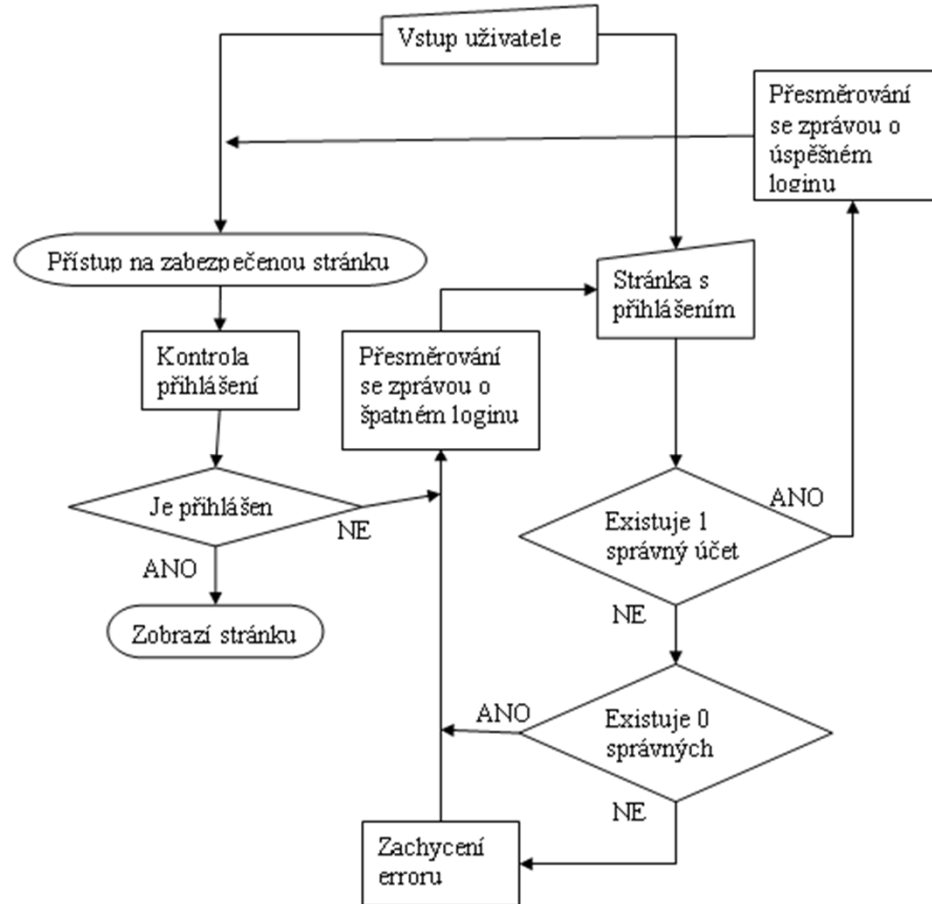 Vstup uživatele
Přesměrování
se zprávou o
úspěšném
loginu
Přístup na zabezpečenou stránku
Stránka s
přihlášením
Kontrola
přihlášení
Přesměrování
se zprávou o
špatném loginu
Je přihlášen
NE
ANO
Zobrazí stránku
Existuje 1
správný účet
ANO
NE
Existuje 0
správných
ANO
NE
Zachycení
erroru